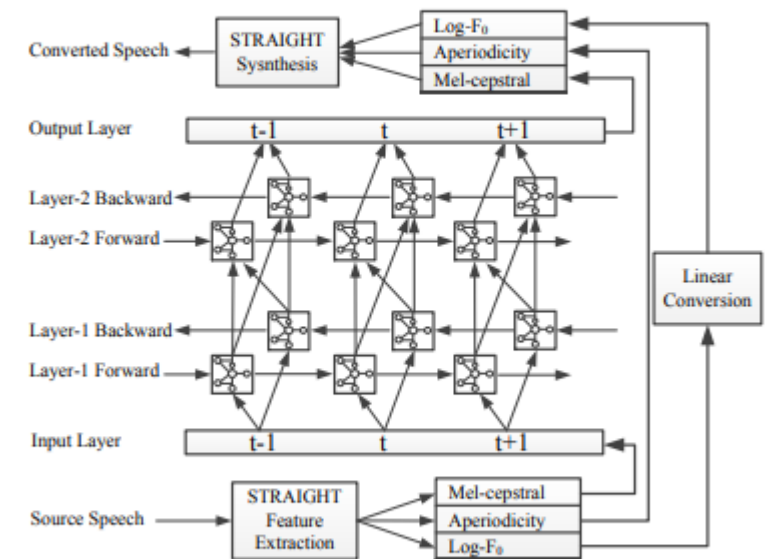 Log-F₀
Converted Speech
STRAIGHT
Sysnthesis
Aperiodicity
Mel-cepstral
Output Layer
t-1 t t+1
Layer-2 Backward
Layer-2 Forward
Linear
Conversion
Layer-1 Backward
Layer-1 Forward
Input Layer
t-1 t t+1
Source Speech
STRAIGHT
Feature
Extraction
Mel-cepstral
Aperiodicity
Log-F₀